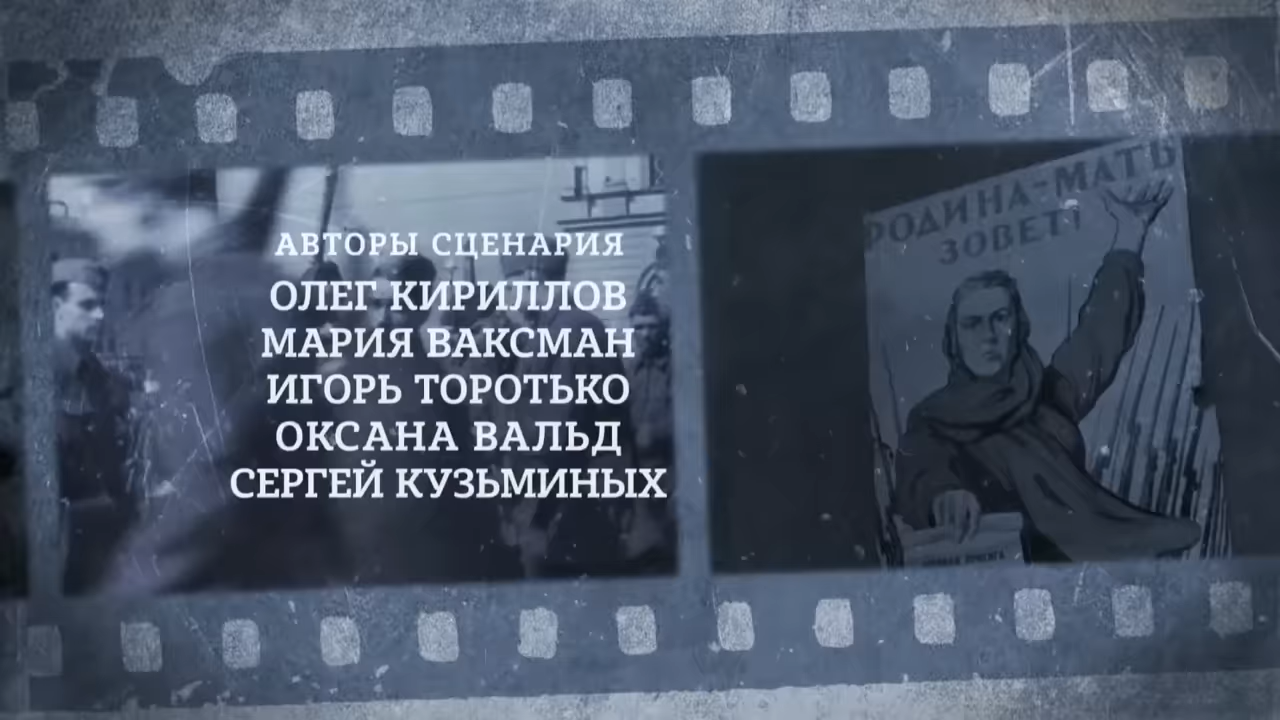 АВТОРЫ СЦЕНАРИЯ
ОЛЕГ КИРИЛЛОВ
МАРИЯ ВАКСМАН
ИГОРЬ ТОРОТЬКО
ОКСАНА ВАЛЬД
СЕРГЕЙ КУЗЬМИНЫХ
РОДИНА-МАТЬ
ЗОВЕТ!